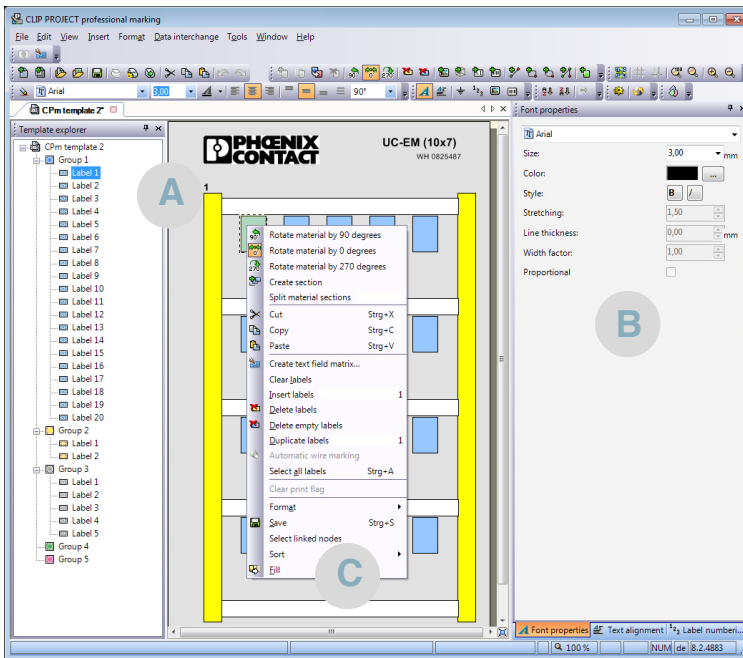 CLIP PROJECT professional marking
File Edit View Insert Format Data interchange Tools Window Help
Arial 3,00 90°
CPm template 2*
Template explorer
CPm template 2
Group 1
Label 1
Label 2
Label 3
Label 4
Label 5
Label 6
Label 7
Label 8
Label 9
Label 10
Label 11
Label 12
Label 13
Label 14
Label 15
Label 16
Label 17
Label 18
Label 19
Label 20
Group 2
Label 1
Label 2
Group 3
Label 1
Label 2
Label 3
Label 4
Label 5
Group 4
Group 5
A
PHŒNIX
CONTACT
UC-EM (10x7)
WH 0825487
1
Rotate material by 90 degrees
Rotate material by 0 degrees
Rotate material by 270 degrees
Create section
Split material sections
Cut Strg+X
Copy Strg+C
Paste Strg+V
Create text field matrix...
Clear labels
Insert labels 1
Delete labels
Delete empty labels
Duplicate labels 1
Automatic wire marking
Select all labels Strg+A
Clear print flag
Format
Save Strg+S
Select linked nodes
Sort
Fill
C
Font properties
Arial
Size: 3,00 mm
Color: ...
Style: B I
Stretching: 1,50
Line thickness: 0,00 mm
Width factor: 1,00
Proportional
B
Font properties Text alignment Label numberi...
100 % NUM de 8.2.4883